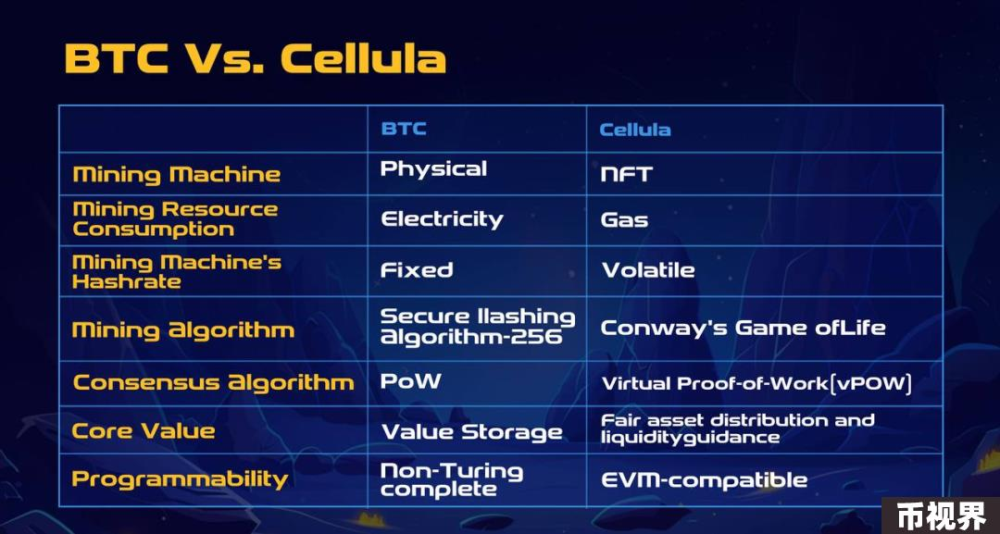 BTC Vs. Cellula
BTC
Cellula
Mining Machine
Physical
NFT
Mining Resource
Consumption
Electricity
Gas
Mining Machine's
Hashrate
Fixed
Volatile
Mining Algorithm
Secure llashing
Algorithm-256
Conway's Game ofLife
Consensus Algorithm
PoW
Virtual Proof-of-Work(vPOW)
Core Value
Value Storage
Fair asset distribution and
liquidityguidance
Programmability
Non-Turing
complete
EVM-compatible
币视界